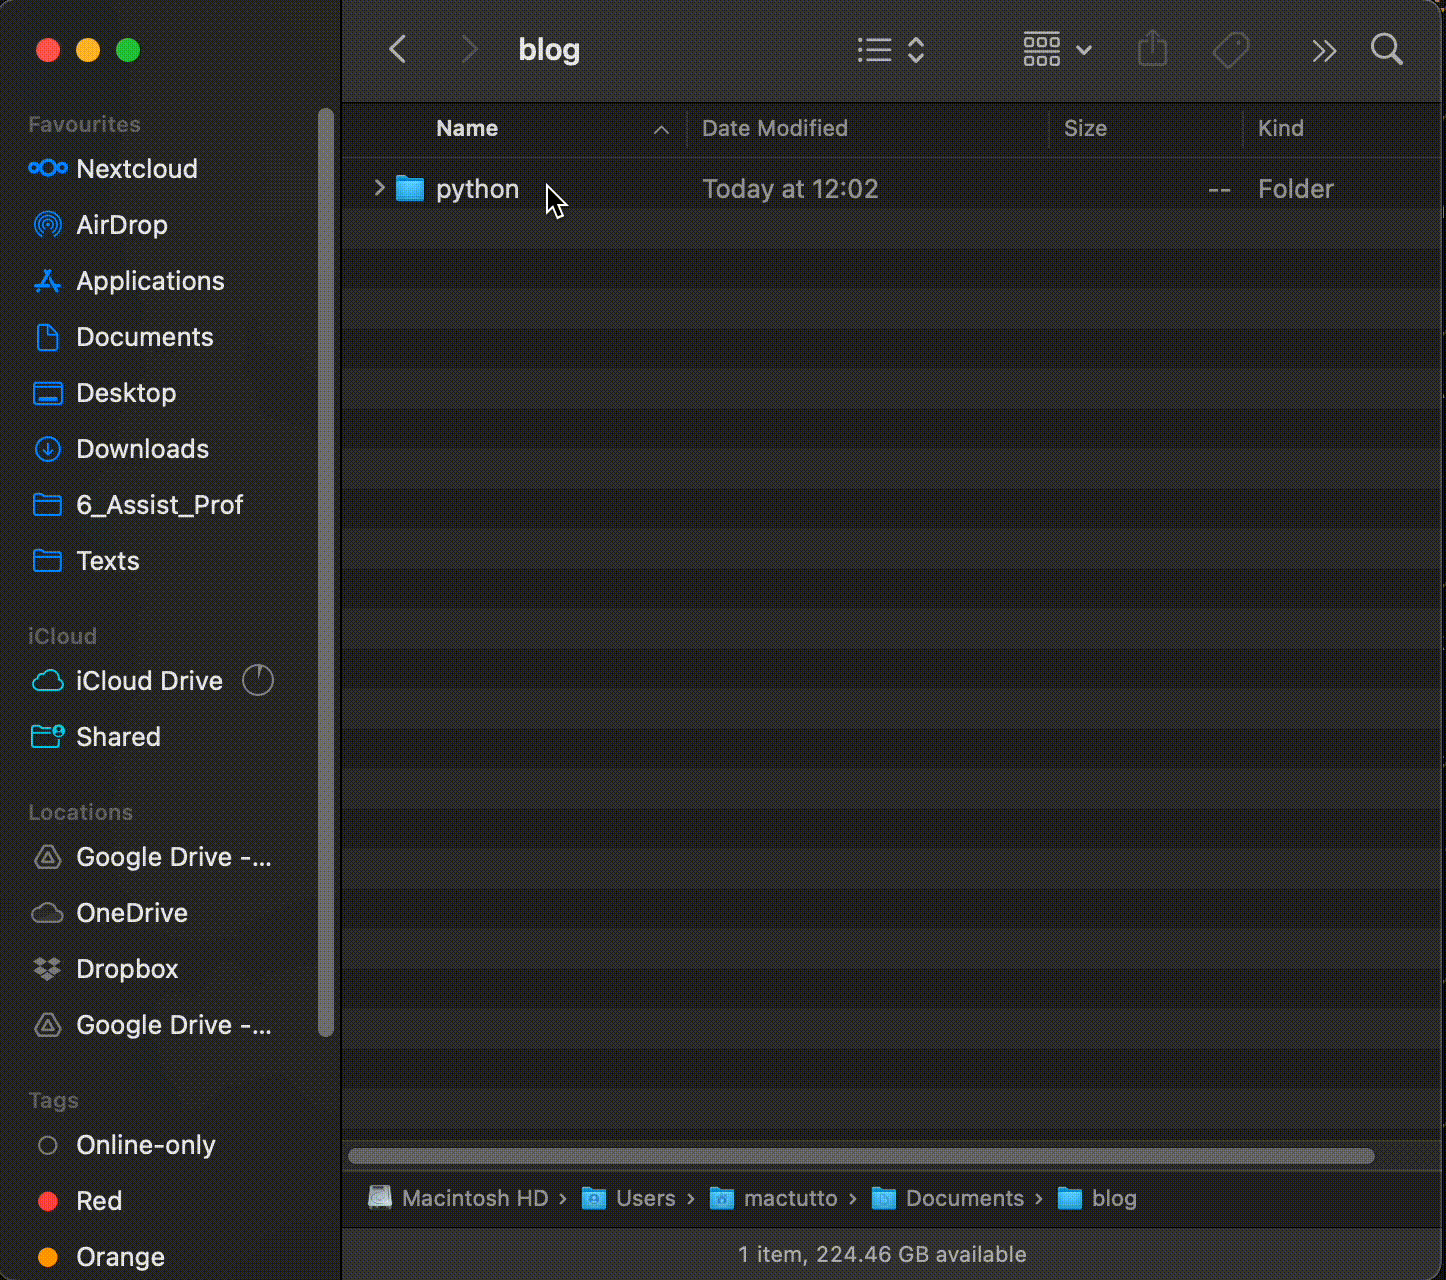 blog
Favourites
Nextcloud
AirDrop
Applications
Documents
Desktop
Downloads
6_Assist_Prof
Texts
iCloud
iCloud Drive
Shared
Locations
Google Drive -...
OneDrive
Dropbox
Google Drive -...
Tags
Online-only
Red
Orange
Name Date Modified Size Kind
python Today at 12:02 -- Folder
Macintosh HD › Users › mactutto › Documents › blog
1 item, 224.46 GB available